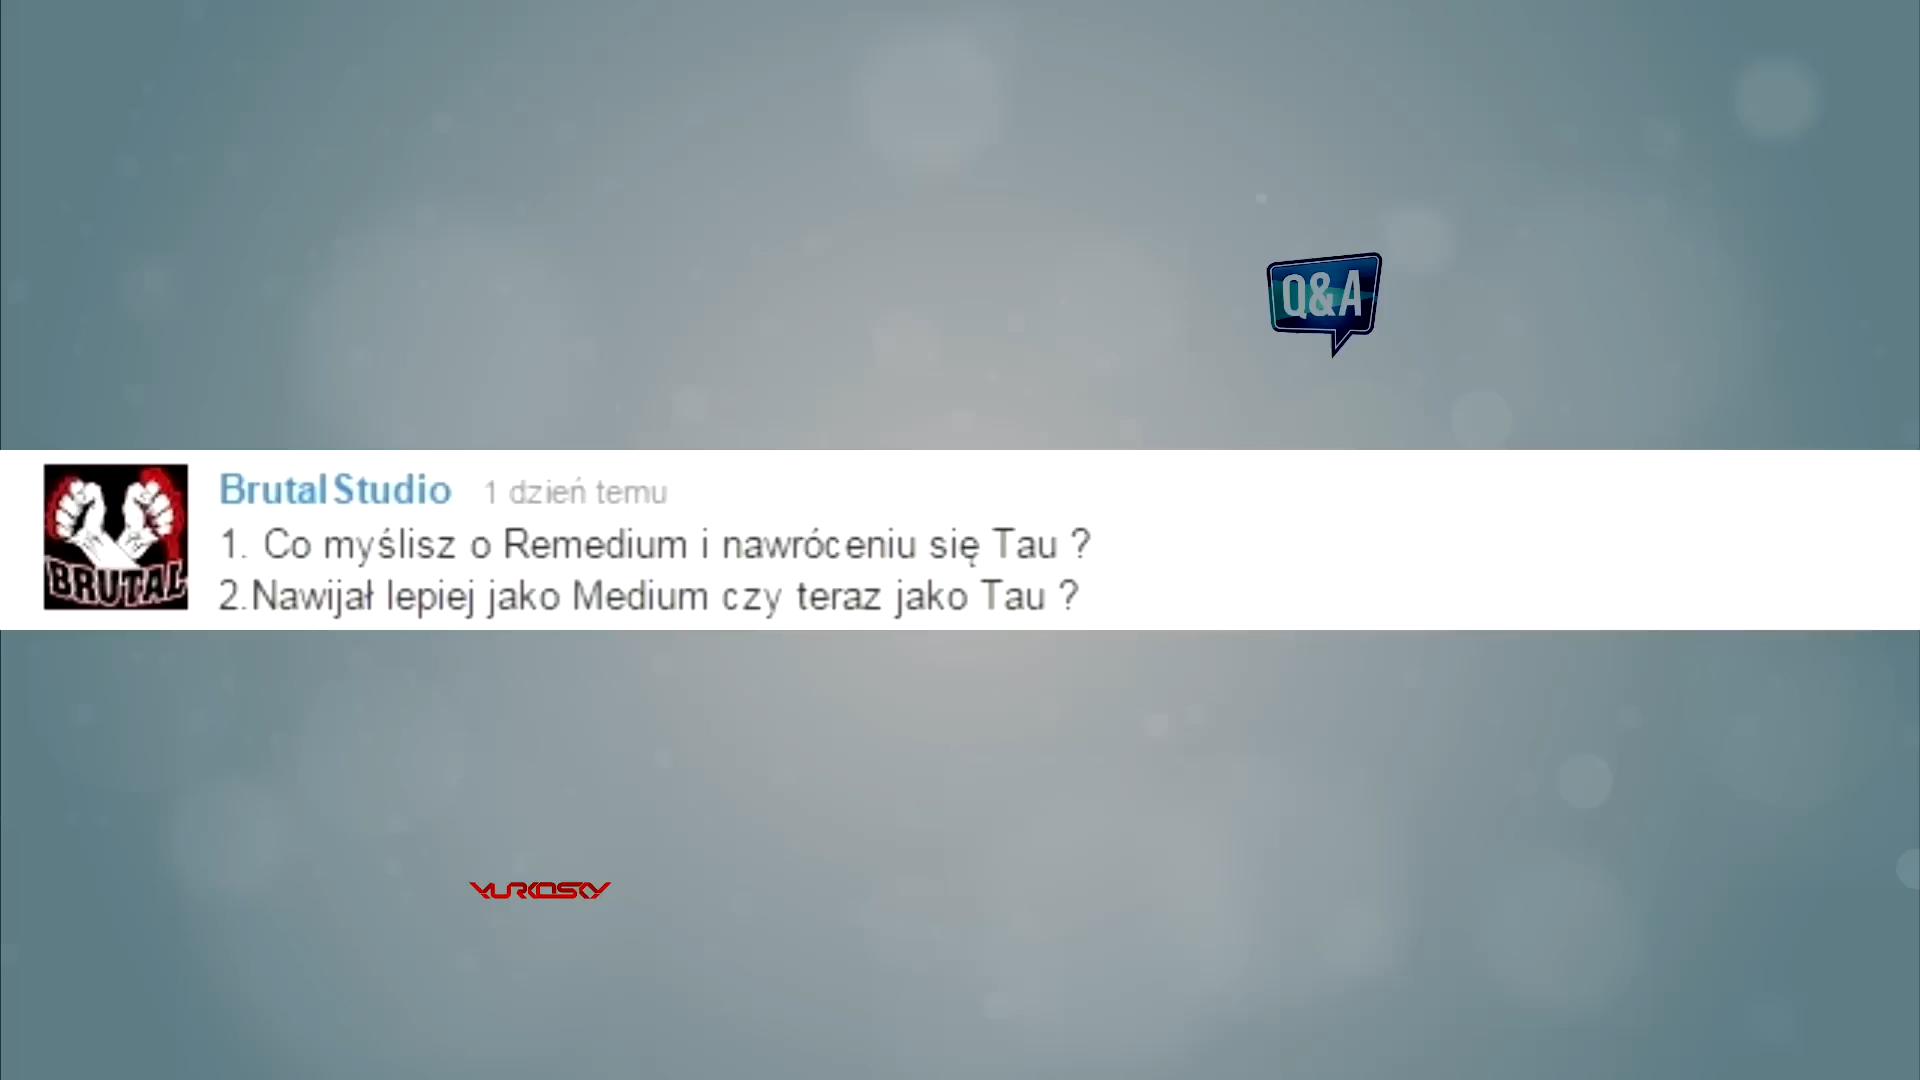 Q&A
BRUTAL
Brutal Studio 1 dzień temu
1. Co myślisz o Remedium i nawróceniu się Tau ?
2.Nawijał lepiej jako Medium czy teraz jako Tau ?
YURKOSKY